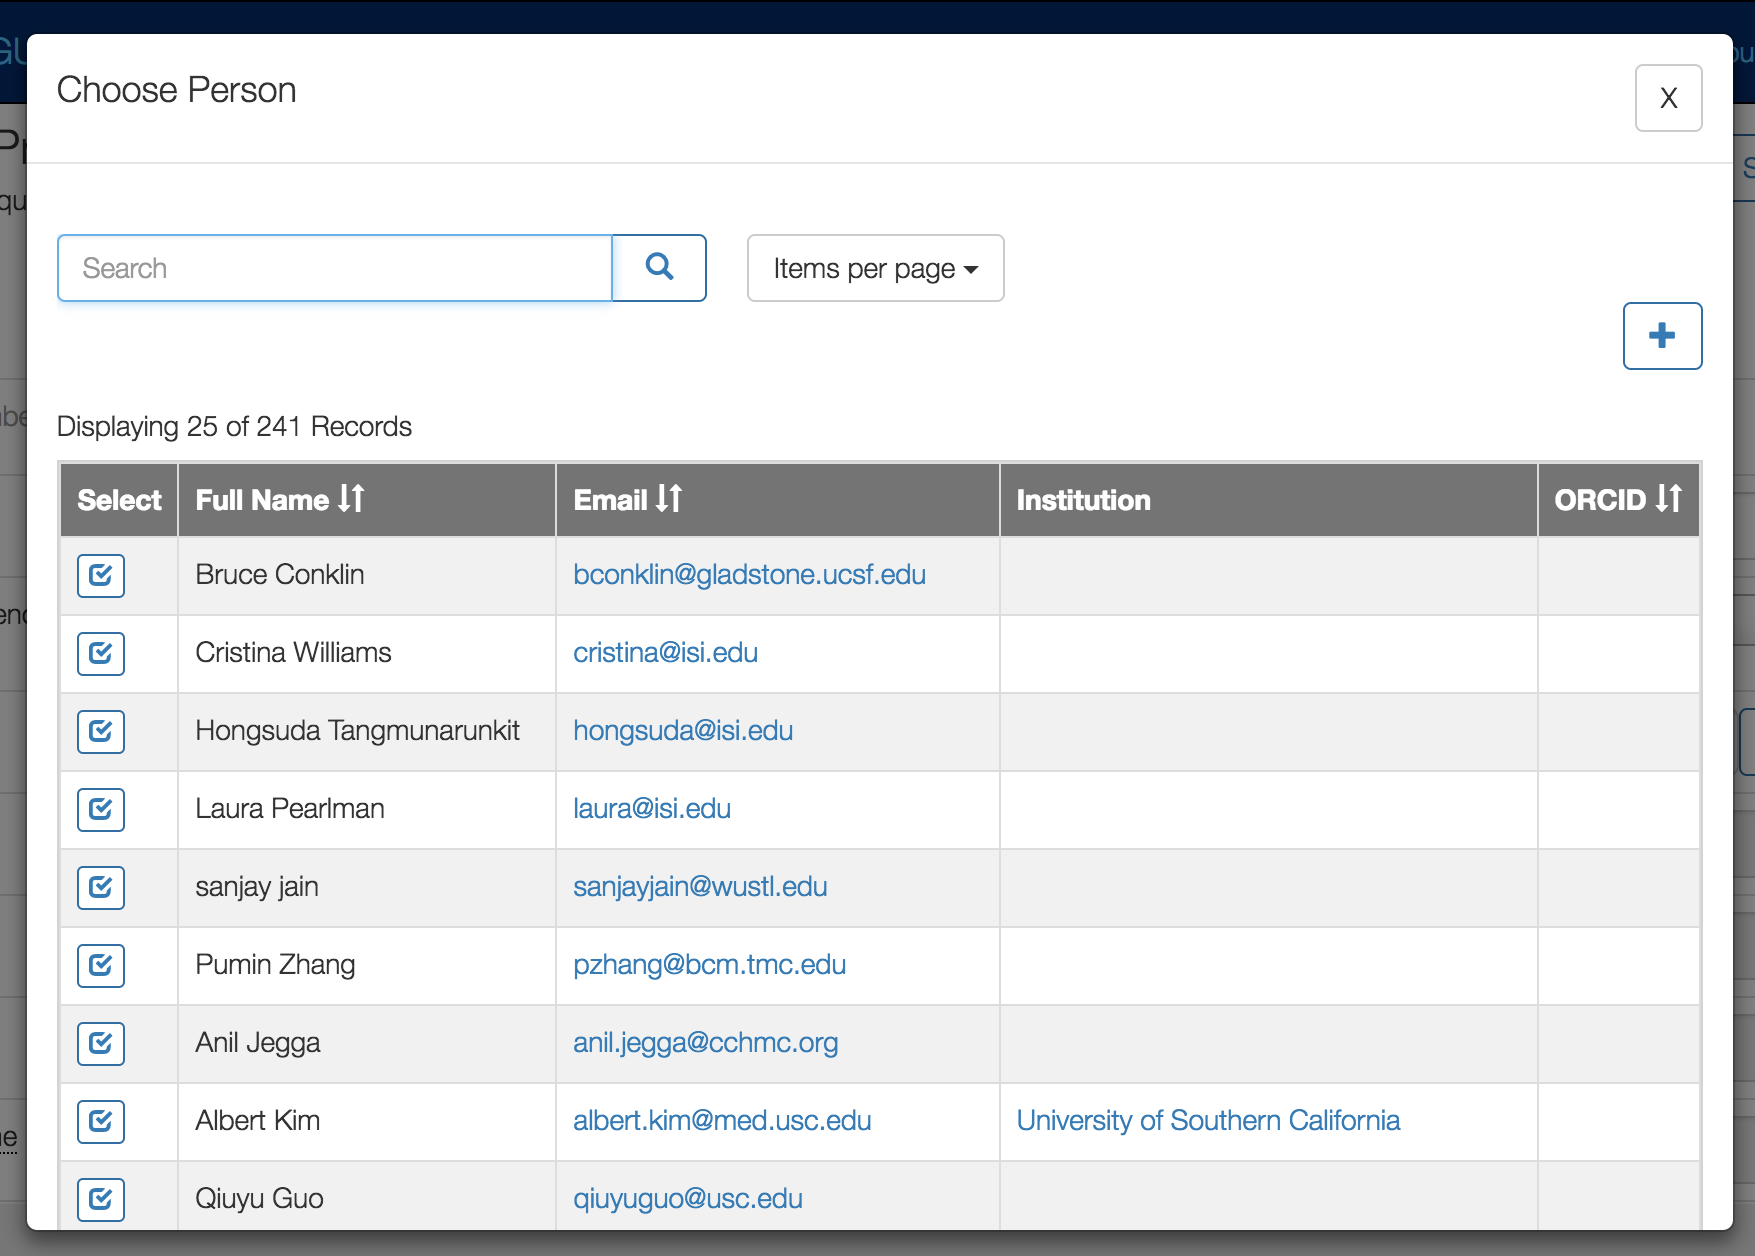 Choose Person
X
Search
Items per page
Displaying 25 of 241 Records
Select Full Name Email Institution ORCID
Bruce Conklin bconklin@gladstone.ucsf.edu
Cristina Williams cristina@isi.edu
Hongsuda Tangmunarunkit hongsuda@isi.edu
Laura Pearlman laura@isi.edu
sanjay jain sanjayjain@wustl.edu
Pumin Zhang pzhang@bcm.tmc.edu
Anil Jegga anil.jegga@cchmc.org
Albert Kim albert.kim@med.usc.edu University of Southern California
Qiuyu Guo qiuyuguo@usc.edu